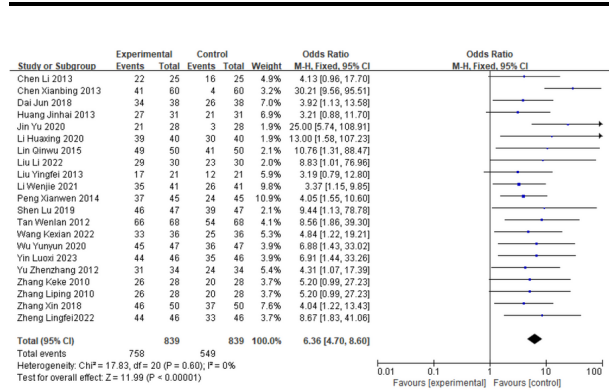 Experimental Control Odds Ratio Odds Ratio
Study or Subgroup Events Total Events Total Weight M-H, Fixed, 95% CI M-H, Fixed, 95% CI
Chen Li 2013 22 25 16 25 4.9% 4.13 [0.96, 17.70]
Chen Xianbing 2013 41 60 4 60 3.0% 30.21 [9.56, 95.51]
Dai Jun 2018 34 38 26 38 6.8% 3.92 [1.13, 13.58]
Huang Jinhai 2013 27 31 21 31 6.7% 3.21 [0.88, 11.70]
Jin Yu 2020 21 28 3 28 1.8% 25.00 [5.74, 108.91]
Li Huaxing 2020 39 40 30 40 1.8% 13.00 [1.58, 107.23]
Lin Qinwu 2015 49 50 41 50 2.0% 10.76 [1.31, 88.47]
Liu Li 2022 29 30 23 30 1.9% 8.83 [1.01, 76.96]
Liu Yingfei 2013 17 21 12 21 5.7% 3.19 [0.79, 12.80]
Li Wenjie 2021 35 41 26 41 9.2% 3.37 [1.15, 9.85]
Peng Xianwen 2014 37 45 24 45 10.2% 4.05 [1.55, 10.60]
Shen Lu 2019 46 47 39 47 2.0% 9.44 [1.13, 78.78]
Tan Wenlan 2012 66 68 54 68 4.0% 8.56 [1.86, 39.30]
Wang Kexian 2022 33 36 25 36 5.2% 4.84 [1.22, 19.21]
Wu Yunyun 2020 45 47 36 47 3.7% 6.88 [1.43, 33.02]
Yin Luoxi 2023 44 46 35 46 3.7% 6.91 [1.44, 33.26]
Yu Zhenzhang 2012 31 34 24 34 5.1% 4.31 [1.07, 17.39]
Zhang Keke 2010 26 28 20 28 3.5% 5.20 [0.99, 27.23]
Zhang Liping 2010 26 28 20 28 3.5% 5.20 [0.99, 27.23]
Zhang Xin 2018 46 50 37 50 7.2% 4.04 [1.22, 13.43]
Zheng Lingfei2022 44 46 33 46 3.4% 8.67 [1.83, 41.06]
Total (95% CI) 839 839 100.0% 6.36 [4.70, 8.60]
Total events 758 549
Heterogeneity: Chi² = 17.83, df = 20 (P = 0.60); I² = 0%
Test for overall effect: Z = 11.99 (P < 0.00001)
0.01 0.1 1 10 100
Favours [experimental] Favours [control]